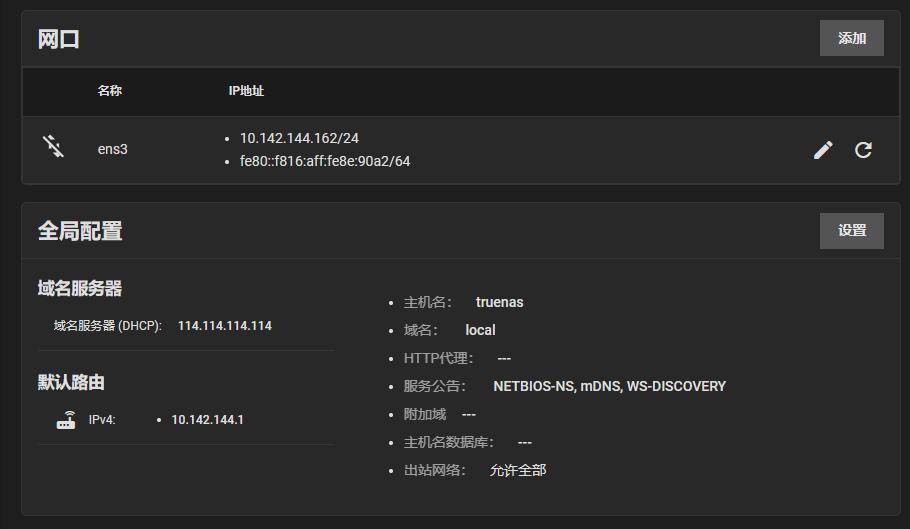 网口
添加
名称 IP地址
ens3
10.142.144.162/24
fe80::f816:aff:fe8e:90a2/64
全局配置
设置
域名服务器
域名服务器 (DHCP): 114.114.114.114
默认路由
IPv4: 10.142.144.1
主机名: truenas
域名: local
HTTP代理: ---
服务公告: NETBIOS-NS, mDNS, WS-DISCOVERY
附加域 ---
主机名数据库: ---
出站网络: 允许全部